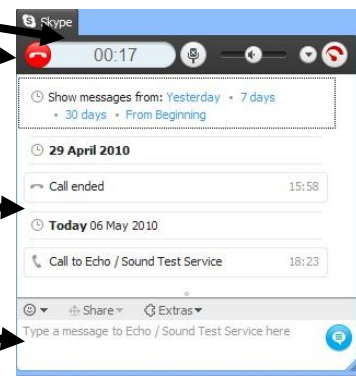 Skype
00:17
Show messages from: Yesterday • 7 days
• 30 days • From Beginning
29 April 2010
Call ended 15:58
Today 06 May 2010
Call to Echo / Sound Test Service 18:23
Share Extras
Type a message to Echo / Sound Test Service here